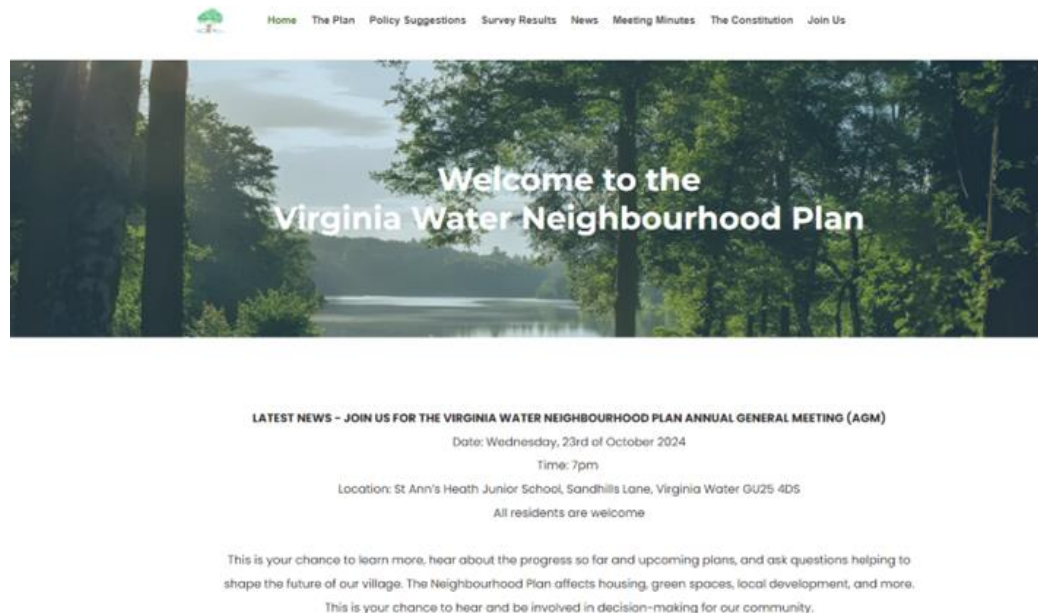 Home The Plan Policy Suggestions Survey Results News Meeting Minutes The Constitution Join Us
Welcome to the
Virginia Water Neighbourhood Plan
LATEST NEWS - JOIN US FOR THE VIRGINIA WATER NEIGHBOURHOOD PLAN ANNUAL GENERAL MEETING (AGM)
Date: Wednesday, 23rd of October 2024
Time: 7pm
Location: St Ann's Heath Junior School, Sandhills Lane, Virginia Water GU25 4DS
All residents are welcome
This is your chance to learn more, hear about the progress so far and upcoming plans, and ask questions helping to
shape the future of our village. The Neighbourhood Plan affects housing, green spaces, local development, and more.
This is your chance to hear and be involved in decision-making for our community.